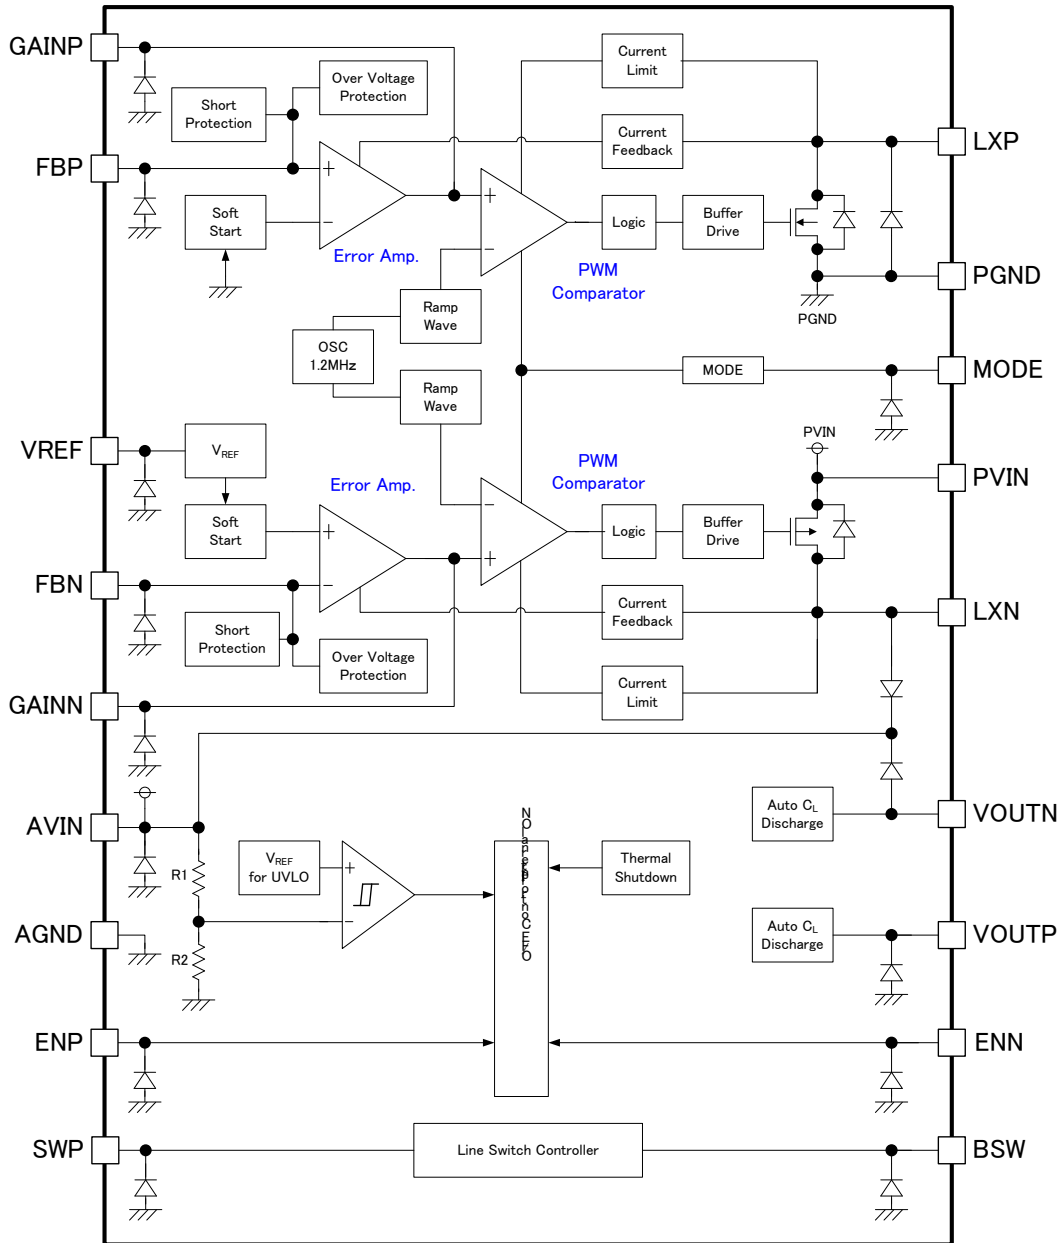 GAINP
Current
Limit
Over Voltage
Protection
Short
Protection
Current
Feedback
LXP
FBP
+
+
Soft
Start
Logic
Buffer
Drive
−
−
Error Amp.
PWM
Comparator
PGND
Ramp
Wave
PGND
OSC
1.2MHz
MODE
MODE
Ramp
Wave
PVIN
VREF
VREF
PWM
Comparator
Error Amp.
PVIN
−
Soft
Start
+
Logic
Buffer
Drive
+
FBN
−
Current
Feedback
LXN
Short
Protection
Over Voltage
Protection
Current
Limit
GAINN
Auto CL
Discharge
VOUTN
AVIN
VREF
for UVLO
+
Thermal
Shutdown
R1
−
AGND
R2
Auto CL
Discharge
VOUTP
ENP
ENN
SWP
Line Switch Controller
BSW